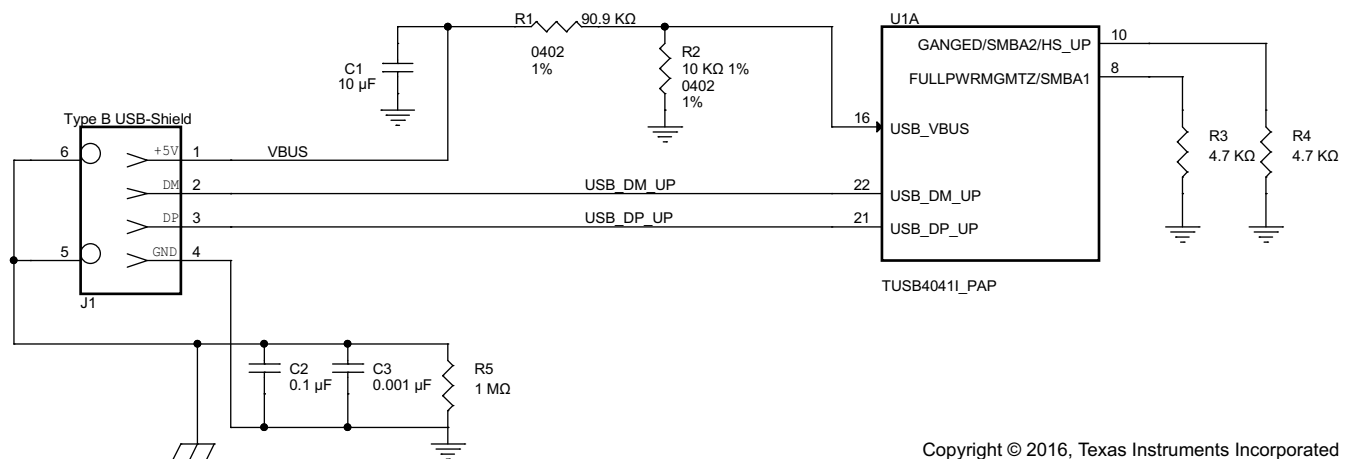 R1 90.9 KΩ
0402
1%
C1
10 µF
R2
10 KΩ 1%
0402
1%
U1A
GANGED/SMBA2/HS_UP 10
FULLPWRMGMTZ/SMBA1 8
16 USB_VBUS
22 USB_DM_UP
21 USB_DP_UP
TUSB4041I_PAP
R3
4.7 KΩ
R4
4.7 KΩ
Type B USB-Shield
6 +5V 1 VBUS
DM 2 USB_DM_UP
DP 3 USB_DP_UP
5 GND 4
J1
C2
0.1 µF
C3
0.001 µF
R5
1 MΩ
Copyright © 2016, Texas Instruments Incorporated